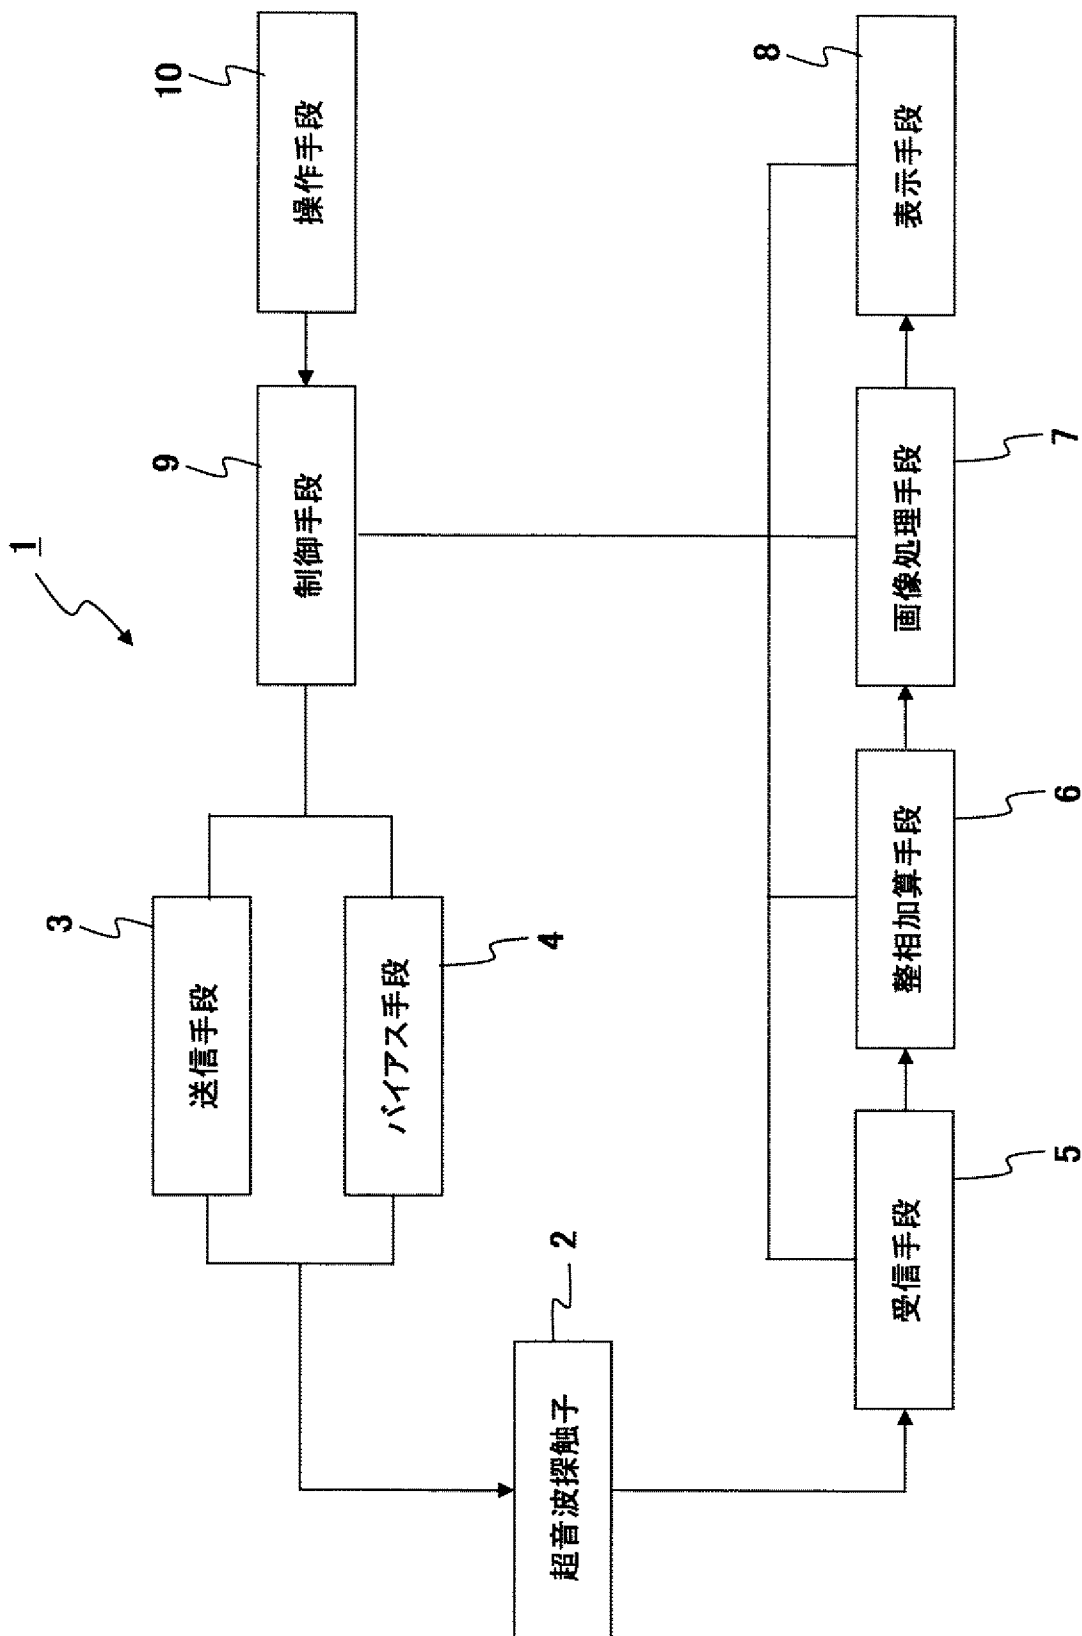 1
10
操作手段
9
制御手段
3
送信手段
4
バイアス手段
2
超音波探触子
5
受信手段
6
整相加算手段
7
画像処理手段
8
表示手段